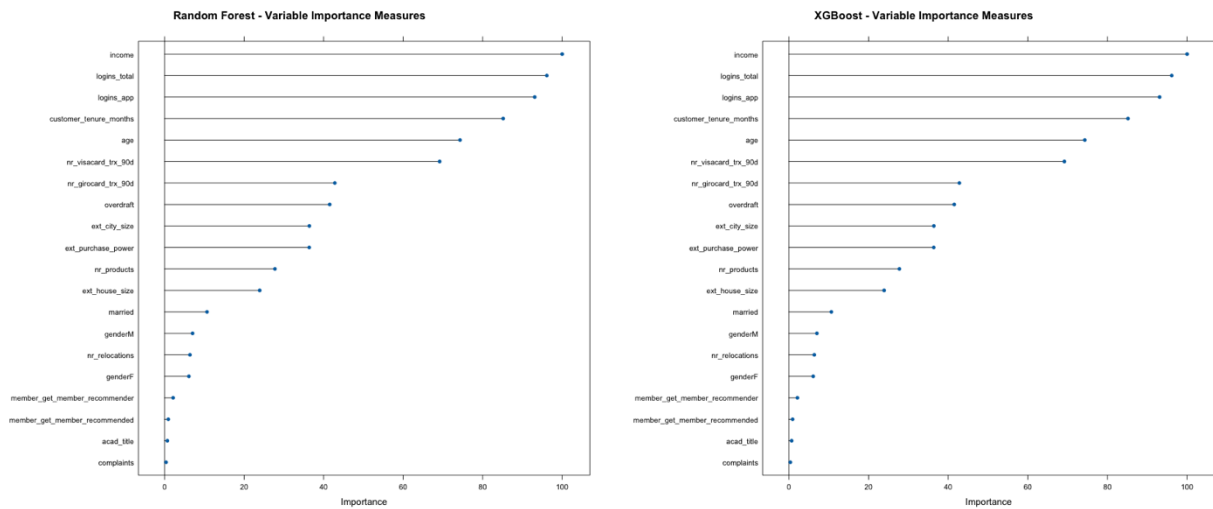 Random Forest - Variable Importance Measures
income
logins_total
logins_app
customer_tenure_months
age
nr_visacard_trx_90d
nr_girocard_trx_90d
overdraft
ext_city_size
ext_purchase_power
nr_products
ext_house_size
married
genderM
nr_relocations
genderF
member_get_member_recommender
member_get_member_recommended
acad_title
complaints
0 20 40 60 80 100
Importance
XGBoost - Variable Importance Measures
income
logins_total
logins_app
customer_tenure_months
age
nr_visacard_trx_90d
nr_girocard_trx_90d
overdraft
ext_city_size
ext_purchase_power
nr_products
ext_house_size
married
genderM
nr_relocations
genderF
member_get_member_recommender
member_get_member_recommended
acad_title
complaints
0 20 40 60 80 100
Importance